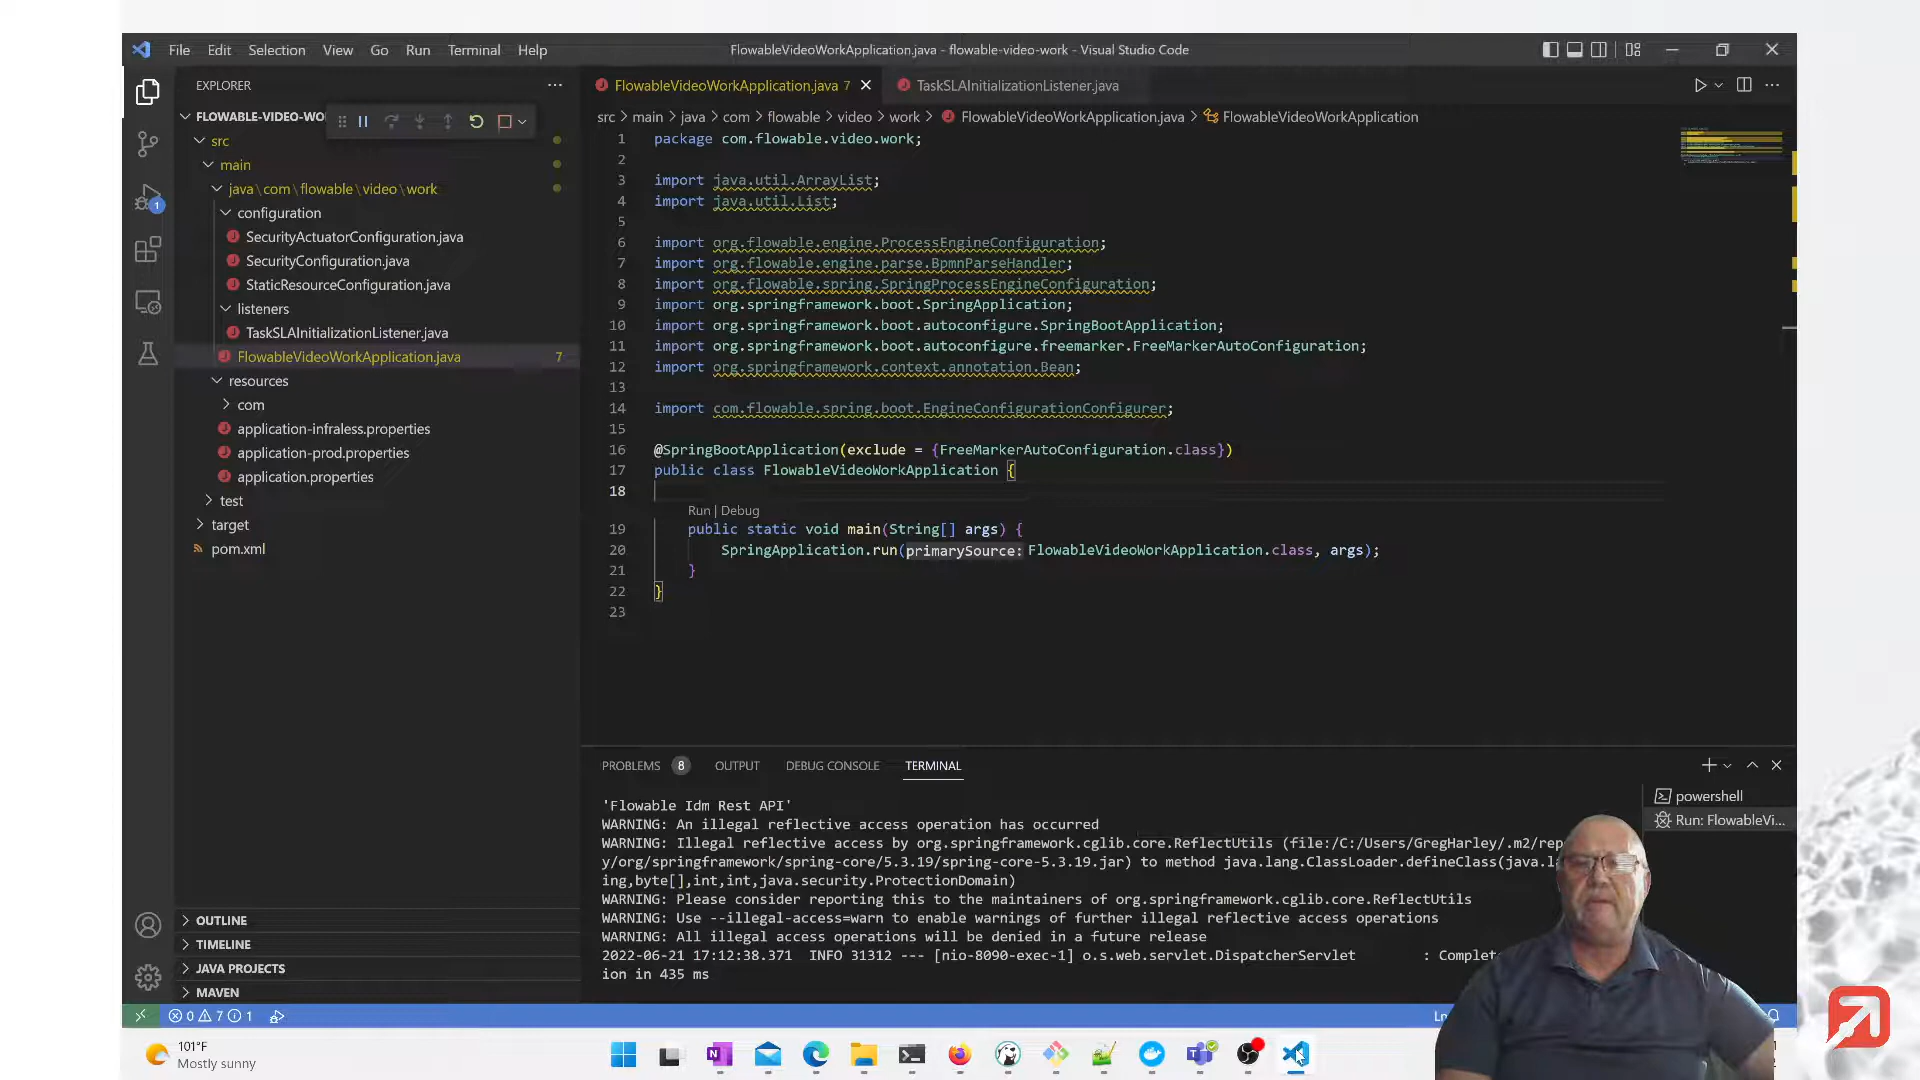 File Edit Selection View Go Run Terminal Help
FlowableVideoWorkApplication.java - flowable-video-work - Visual Studio Code
EXPLORER
FLOWABLE-VIDEO-WO
src
main
java\com\flowable\video\work
configuration
SecurityActuatorConfiguration.java
SecurityConfiguration.java
StaticResourceConfiguration.java
listeners
TaskSLAInitializationListener.java
FlowableVideoWorkApplication.java 7
resources
com
application-infraless.properties
application-prod.properties
application.properties
test
target
pom.xml
OUTLINE
TIMELINE
JAVA PROJECTS
MAVEN
1
FlowableVideoWorkApplication.java 7
TaskSLAInitializationListener.java
src > main > java > com > flowable > video > work > FlowableVideoWorkApplication.java > FlowableVideoWorkApplication
1 package com.flowable.video.work;
2
3 import java.util.ArrayList;
4 import java.util.List;
5
6 import org.flowable.engine.ProcessEngineConfiguration;
7 import org.flowable.engine.parse.BpmnParseHandler;
8 import org.flowable.spring.SpringProcessEngineConfiguration;
9 import org.springframework.boot.SpringApplication;
10 import org.springframework.boot.autoconfigure.SpringBootApplication;
11 import org.springframework.boot.autoconfigure.freemarker.FreeMarkerAutoConfiguration;
12 import org.springframework.context.annotation.Bean;
13
14 import com.flowable.spring.boot.EngineConfigurationConfigurer;
15
16 @SpringBootApplication(exclude = {FreeMarkerAutoConfiguration.class})
17 public class FlowableVideoWorkApplication {
18
Run | Debug
19 public static void main(String[] args) {
20 SpringApplication.run(primarySource: FlowableVideoWorkApplication.class, args);
21 }
22 }
23
PROBLEMS 8 OUTPUT DEBUG CONSOLE TERMINAL
'Flowable Idm Rest API'
WARNING: An illegal reflective access operation has occurred
WARNING: Illegal reflective access by org.springframework.cglib.core.ReflectUtils (file:/C:/Users/GregHarley/.m2/rep
y/org/springframework/spring-core/5.3.19/spring-core-5.3.19.jar) to method java.lang.ClassLoader.defineClass(java.la
ing,byte[],int,int,java.security.ProtectionDomain)
WARNING: Please consider reporting this to the maintainers of org.springframework.cglib.core.ReflectUtils
WARNING: Use --illegal-access=warn to enable warnings of further illegal reflective access operations
WARNING: All illegal access operations will be denied in a future release
2022-06-21 17:12:38.371 INFO 31312 --- [nio-8090-exec-1] o.s.web.servlet.DispatcherServlet : Complet
ion in 435 ms
powershell
Run: FlowableVi...
0 7 1
Ln
101°F
Mostly sunny